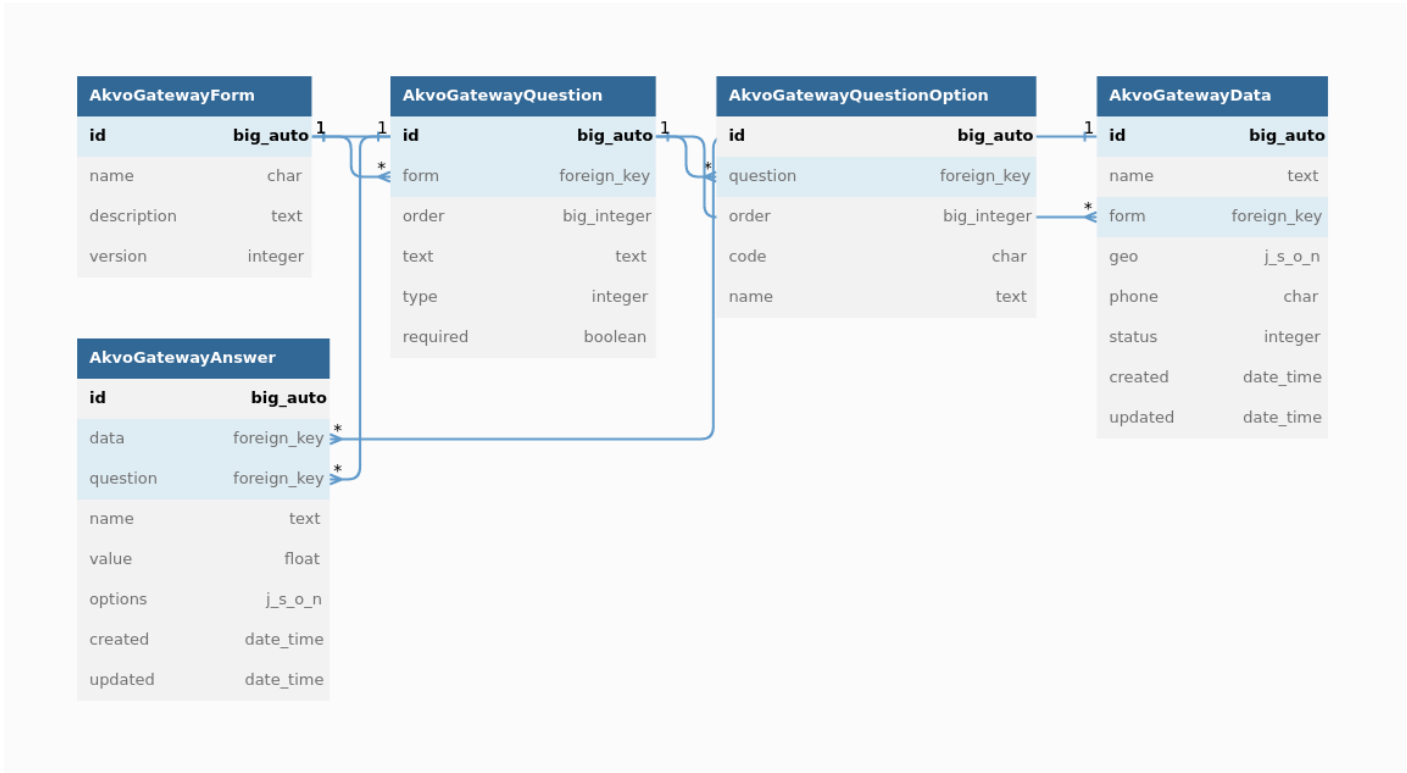 AkvoGatewayForm
id big_auto
name char
description text
version integer
1
1
*
AkvoGatewayQuestion
id big_auto
form foreign_key
order big_integer
text text
type integer
required boolean
1
*
AkvoGatewayQuestionOption
id big_auto
question foreign_key
order big_integer
code char
name text
1
*
AkvoGatewayData
id big_auto
name text
form foreign_key
geo j_s_o_n
phone char
status integer
created date_time
updated date_time
AkvoGatewayAnswer
id big_auto
data foreign_key
question foreign_key
name text
value float
options j_s_o_n
created date_time
updated date_time
*
*